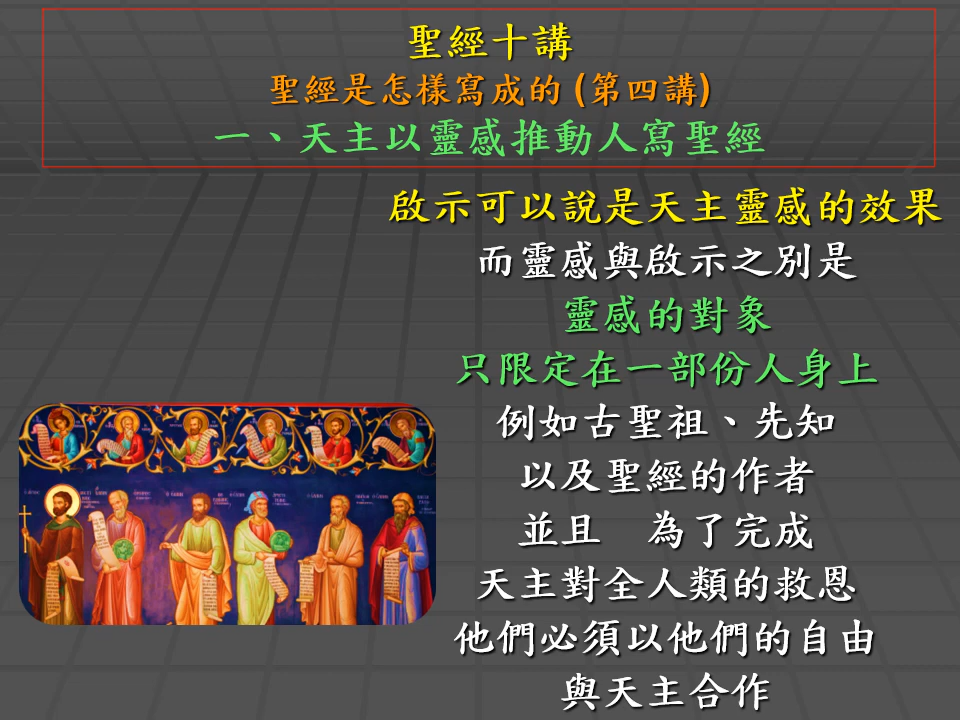 聖經十講
聖經是怎樣寫成的 (第四講)
一、天主以靈感推動人寫聖經
啟示可以說是天主靈感的效果
而靈感與啟示之別是
靈感的對象
只限定在一部份人身上
例如古聖祖、先知
以及聖經的作者
並且　為了完成
天主對全人類的救恩
他們必須以他們的自由
與天主合作